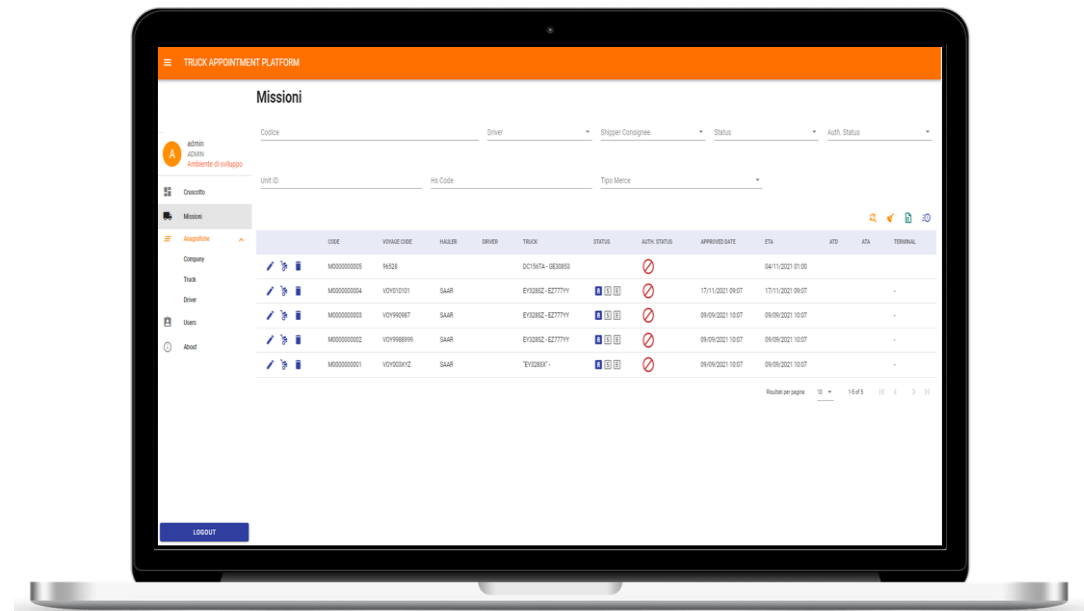 TRUCK APPOINTMENT PLATFORM
Missioni
Codice Driver Shipper Consignee Status Auth. Status
A
admin
ADMIN
Ambiente di sviluppo
Unit ID Hs Code Tipo Merce
Cruscotto
Missioni
Anagrafiche
Company
Truck
Driver
Users
About
CODE VOYAGE CODE HAULER DRIVER TRUCK STATUS AUTH. STATUS APPROVED DATE ETA ATD ATA TERMINAL
M0000000005 96528 DC156TA - GE30853 04/11/2021 01:00
M0000000004 VOY010101 SAAR EY328SZ - EZ777YY R S E 17/11/2021 09:07 17/11/2021 09:07 -
M0000000003 VOY990987 SAAR EY328SZ - EZ777YY R S E 09/09/2021 10:07 09/09/2021 10:07 -
M0000000002 VOY9988999 SAAR EY328SZ - EZ777YY R S E 09/09/2021 10:07 09/09/2021 10:07 -
M0000000001 VOY003XYZ SAAR "EY328SX" - R S E 09/09/2021 10:07 09/09/2021 10:07 -
Risultati per pagina 10 1-5 of 5
LOGOUT